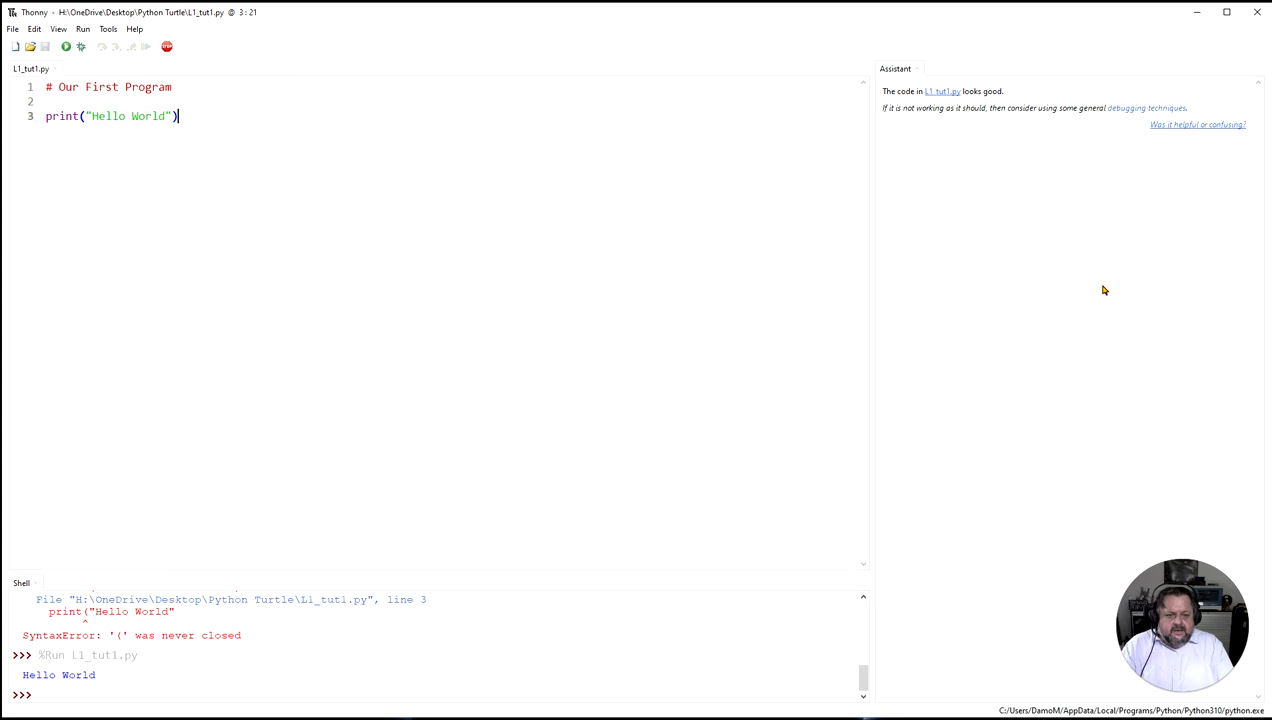 Thonny - H:\OneDrive\Desktop\Python Turtle\L1_tut1.py @ 3:21
File Edit View Run Tools Help
STOP
L1_tut1.py
1 # Our First Program
2
3 print("Hello World")
Assistant
The code in L1_tut1.py looks good.
If it is not working as it should, then consider using some general debugging techniques.
Was it helpful or confusing?
Shell
File "H:\OneDrive\Desktop\Python Turtle\L1_tut1.py", line 3
print("Hello World"
^
SyntaxError: '(' was never closed
>>> %Run L1_tut1.py
Hello World
>>>
C:/Users/DamoM/AppData/Local/Programs/Python/Python310/python.exe